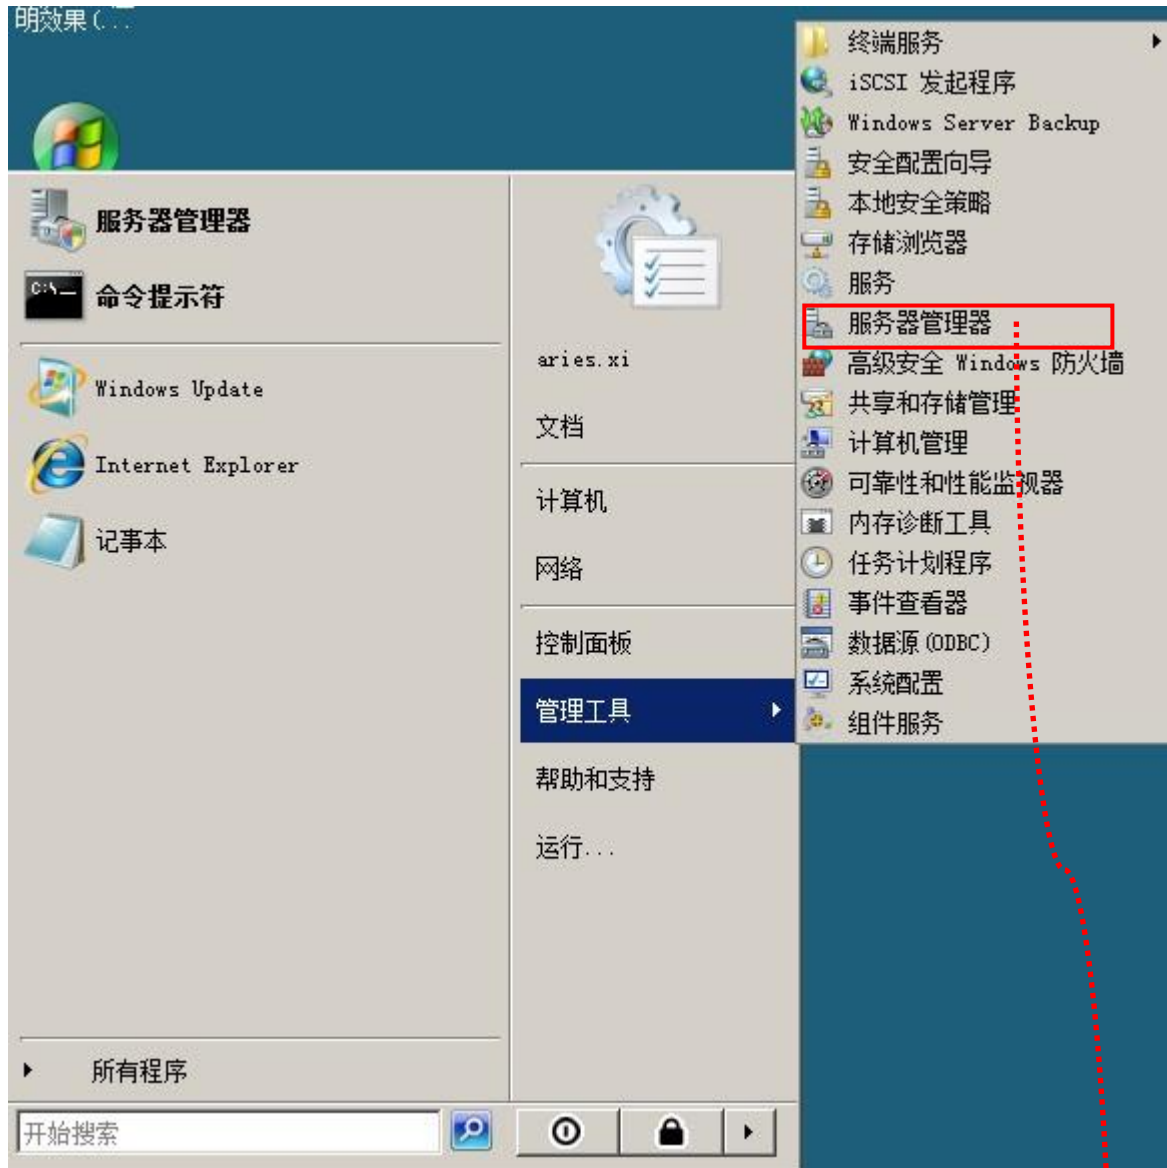 明效果(...
服务器管理器
命令提示符
Windows Update
Internet Explorer
记事本
所有程序
开始搜索
aries.xi
文档
计算机
网络
控制面板
管理工具
帮助和支持
运行...
终端服务
iSCSI 发起程序
Windows Server Backup
安全配置向导
本地安全策略
存储浏览器
服务
服务器管理器
高级安全 Windows 防火墙
共享和存储管理
计算机管理
可靠性和性能监视器
内存诊断工具
任务计划程序
事件查看器
数据源(ODBC)
系统配置
组件服务